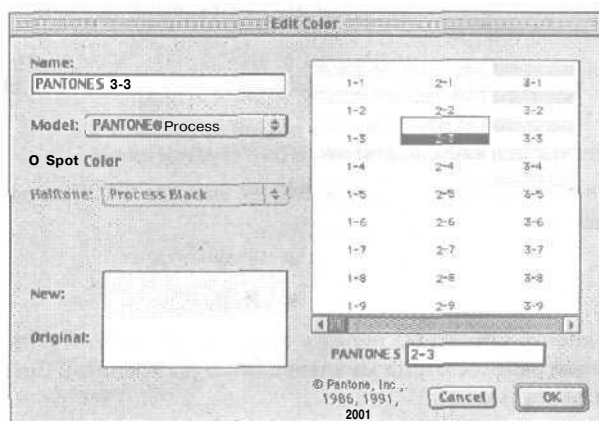 Edit Color
Name:
PANTONES 3-3
Model: PANTONE® Process
O Spot Color
Halftone: Process Black
New:
Original:
1-1 2-1 3-1
1-2 2-2 3-2
1-3 2-3 3-3
1-4 2-4 3-4
1-5 2-5 3-5
1-6 2-6 3-6
1-7 2-7 3-7
1-8 2-8 3-8
1-9 2-9 3-9
PANTONE S 2-3
© Pantone, Inc.,
1986, 1991,
2001
Cancel OK